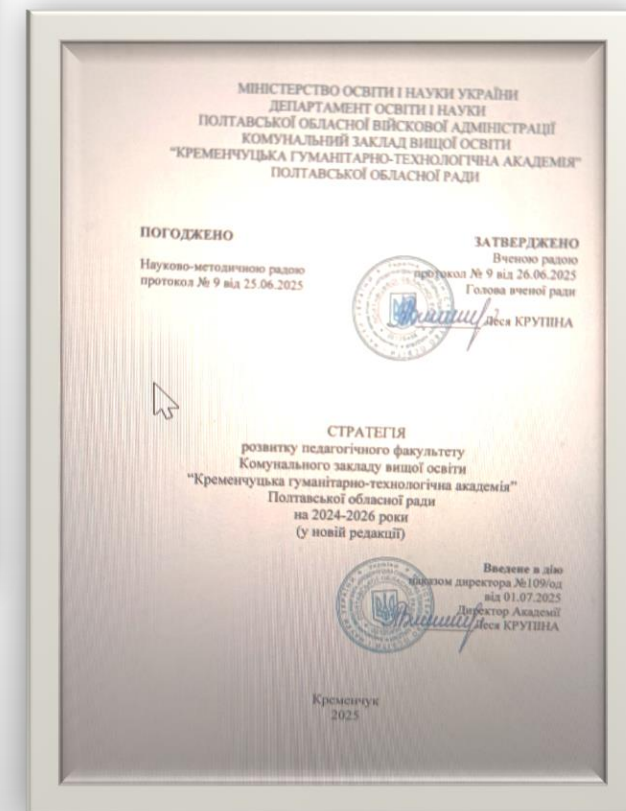 МІНІСТЕРСТВО ОСВІТИ І НАУКИ УКРАЇНИ
ДЕПАРТАМЕНТ ОСВІТИ І НАУКИ
ПОЛТАВСЬКОЇ ОБЛАСНОЇ ВІЙСКОВОЇ АДМІНІСТРАЦІЇ
КОМУНАЛЬНИЙ ЗАКЛАД ВИЩОЇ ОСВІТИ
“КРЕМЕНЧУЦЬКА ГУМАНІТАРНО-ТЕХНОЛОГІЧНА АКАДЕМІЯ”
ПОЛТАВСЬКОЇ ОБЛАСНОЇ РАДИ
ПОГОДЖЕНО
Науково-методичною радою
протокол № 9 від 25.06.2025
ЗАТВЕРДЖЕНО
Вченою радою
протокол № 9 від 26.06.2025
Голова вченої ради
Леся КРУПІНА
СТРАТЕГІЯ
розвитку педагогічного факультету
Комунального закладу вищої освіти
“Кременчуцька гуманітарно-технологічна академія”
Полтавської обласної ради
на 2024-2026 роки
(у новій редакції)
Введене в дію
наказом директора №109/од
від 01.07.2025
Директор Академії
Леся КРУПІНА
Кременчук
2025